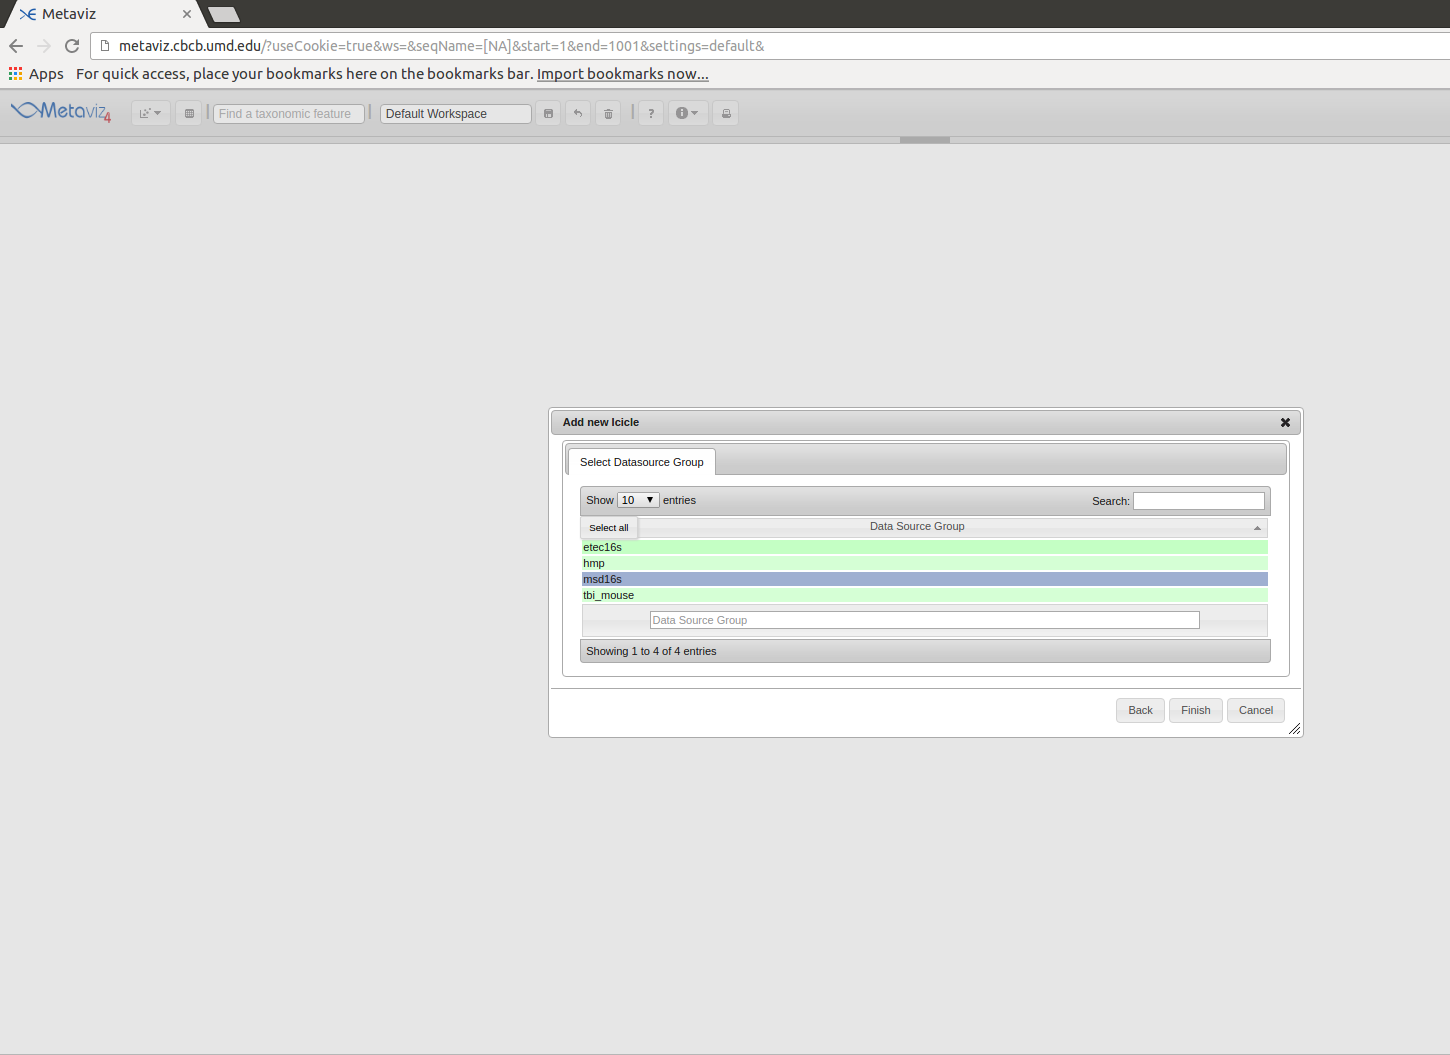 Metaviz
metaviz.cbcb.umd.edu/?useCookie=true&ws=&seqName=[NA]&start=1&end=1001&settings=default&
Apps For quick access, place your bookmarks here on the bookmarks bar. Import bookmarks now...
Metaviz 4 | Find a taxonomic feature | Default Workspace | ?
Add new Icicle
Select Datasource Group
Show 10 entries Search:
Select all Data Source Group
etec16s
hmp
msd16s
tbi_mouse
Data Source Group
Showing 1 to 4 of 4 entries
Back Finish Cancel